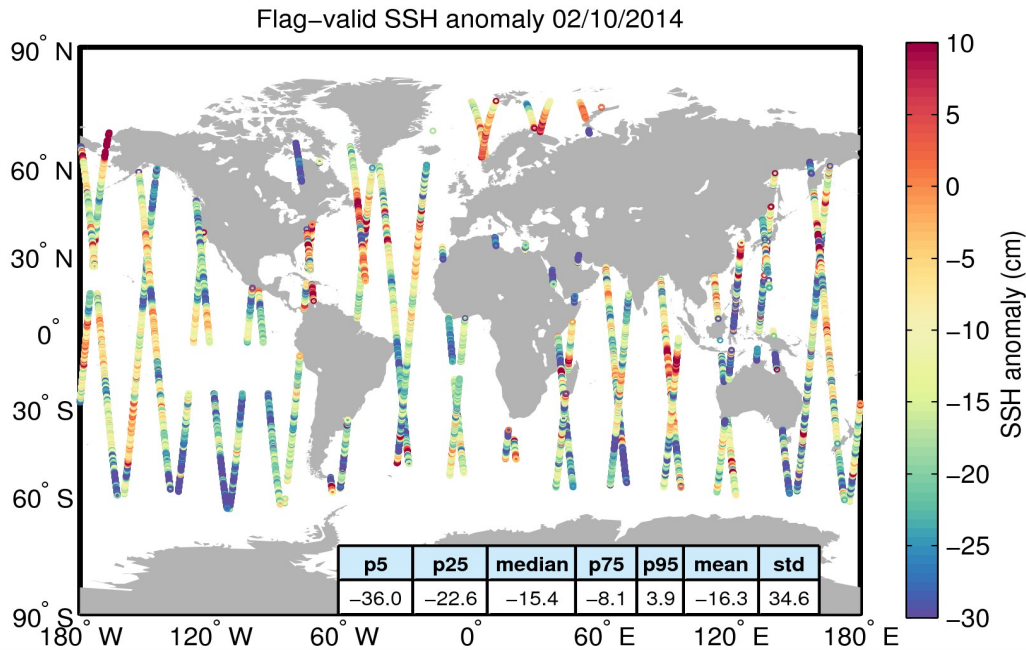 Flag−valid SSH anomaly 02/10/2014
90° N
60° N
30° N
0°
30° S
60° S
90° S
180° W
120° W
60° W
0°
60° E
120° E
180° E
p5 p25 median p75 p95 mean std
−36.0 −22.6 −15.4 −8.1 3.9 −16.3 34.6
10
5
0
−5
−10
−15
−20
−25
−30
SSH anomaly (cm)